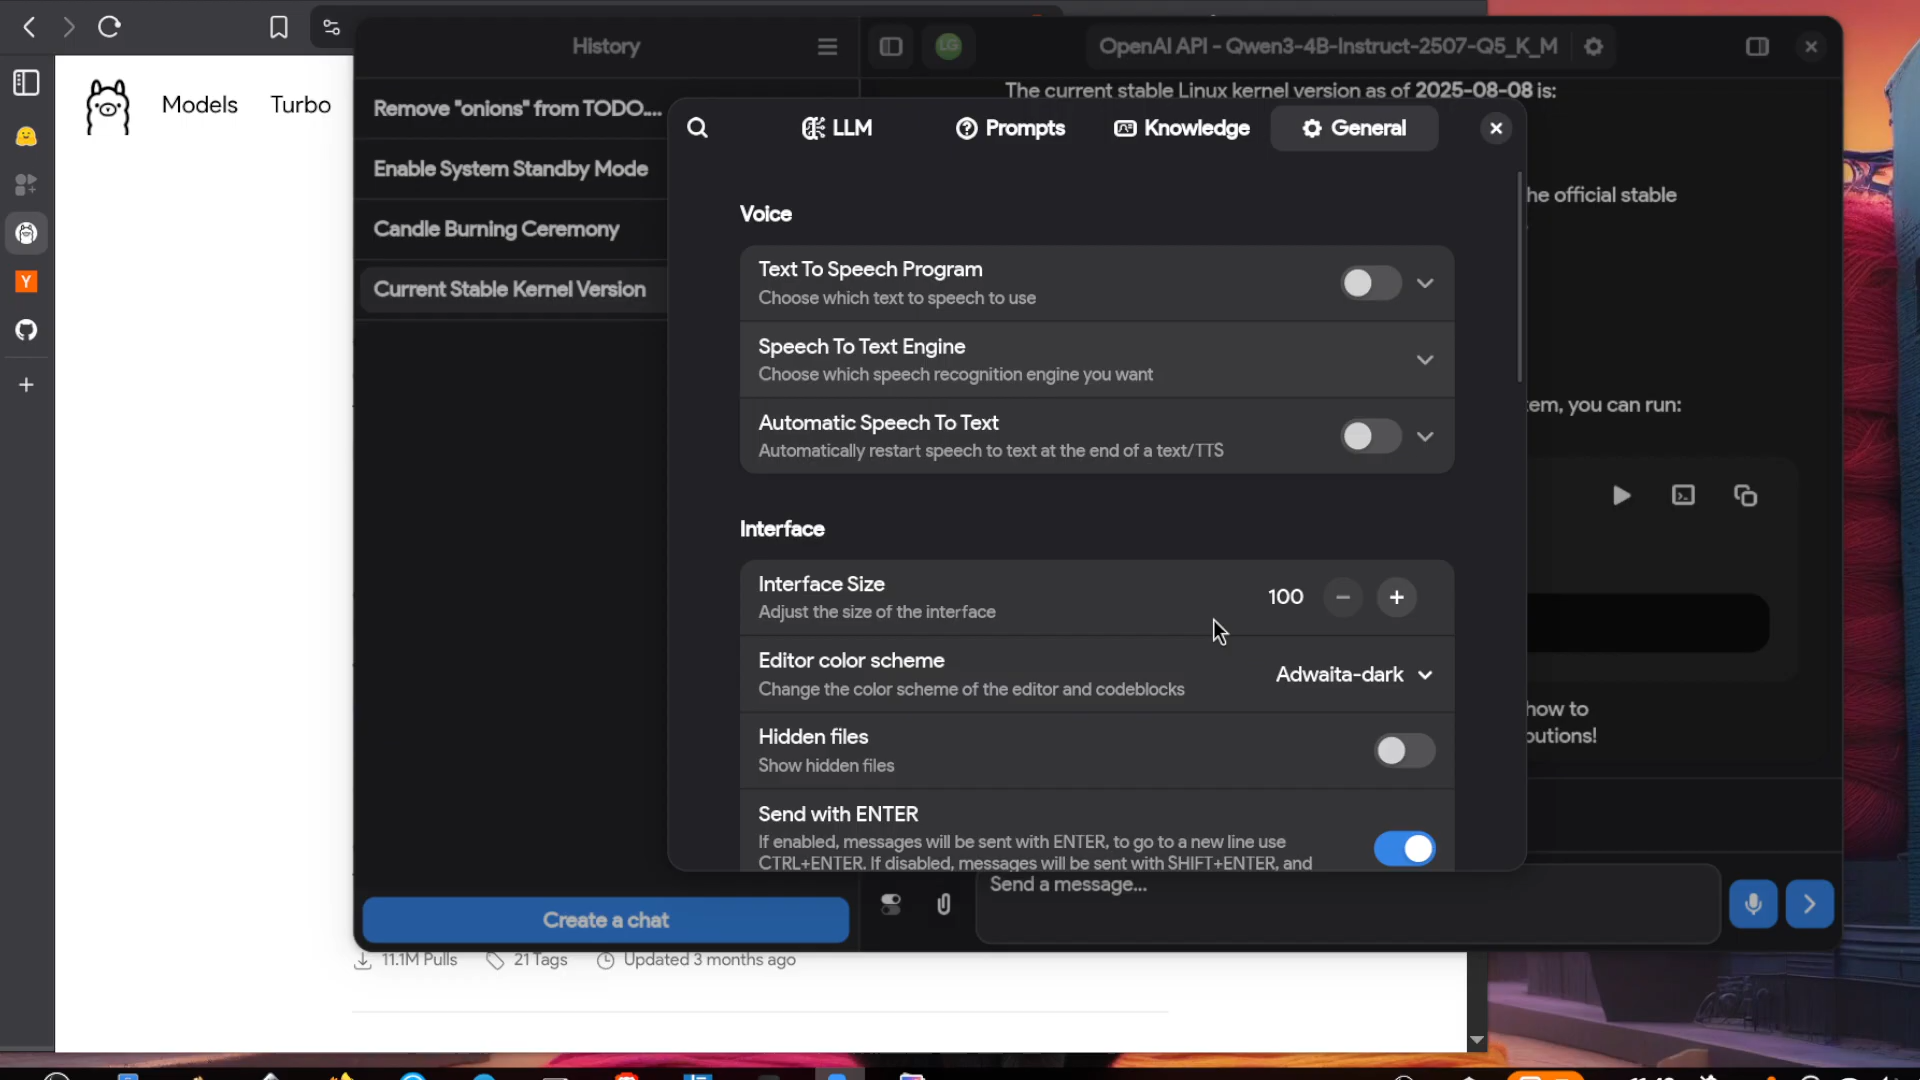 History
LG
OpenAI API - Qwen3-4B-Instruct-2507-Q5_K_M
Models
Turbo
Remove "onions" from TODO....
Enable System Standby Mode
Candle Burning Ceremony
Current Stable Kernel Version
Create a chat
The current stable Linux kernel version as of 2025-08-08 is:
he official stable
em, you can run:
how to
butions!
LLM
Prompts
Knowledge
General
Voice
Text To Speech Program
Choose which text to speech to use
Speech To Text Engine
Choose which speech recognition engine you want
Automatic Speech To Text
Automatically restart speech to text at the end of a text/TTS
Interface
Interface Size
Adjust the size of the interface
100
Editor color scheme
Change the color scheme of the editor and codeblocks
Adwaita-dark
Hidden files
Show hidden files
Send with ENTER
If enabled, messages will be sent with ENTER, to go to a new line use
CTRL+ENTER. If disabled, messages will be sent with SHIFT+ENTER, and
Send a message...
11.1M Pulls
21 Tags
Updated 3 months ago